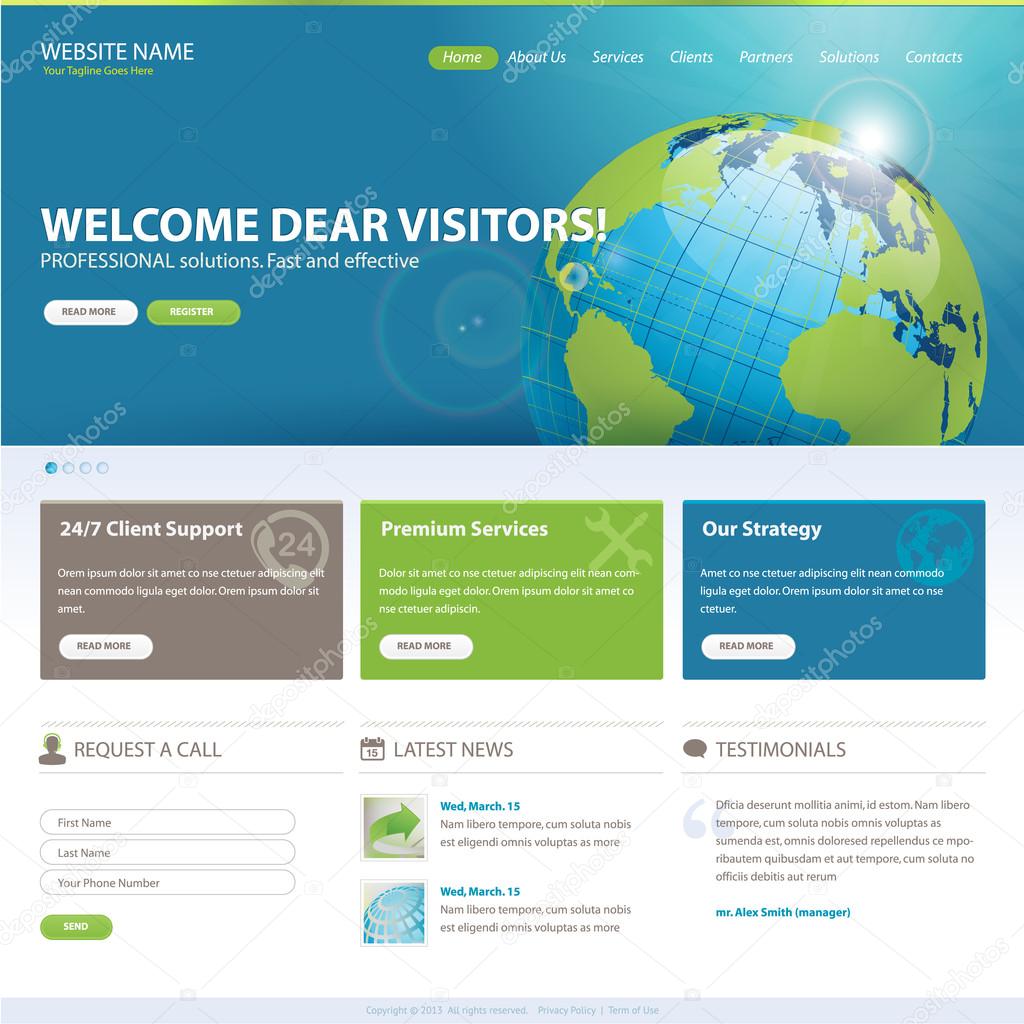 WEBSITE NAME
Your Tagline Goes Here
Home About Us Services Clients Partners Solutions Contacts
WELCOME DEAR VISITORS!
PROFESSIONAL solutions. Fast and effective
READ MORE REGISTER
24/7 Client Support
24
Orem ipsum dolor sit amet co nse ctetuer adipiscing elit
nean commodo ligula eget dolor. Orem ipsum dolor sit
amet.
READ MORE
Premium Services
Dolor sit amet co nse ctetuer adipiscing nean com-
modo ligula eget dolor. Orem ipsum dolor sit amet co
nse ctetuer adipiscin.
READ MORE
Our Strategy
Amet co nse ctetuer adipiscing elit nean commodo
ligula eget dolor. Orem ipsum dolor sit amet co nse
ctetuer.
READ MORE
REQUEST A CALL
First Name
Last Name
Your Phone Number
SEND
15
LATEST NEWS
Wed, March. 15
Nam libero tempore, cum soluta nobis
est eligendi omnis voluptas as more
Wed, March. 15
Nam libero tempore, cum soluta nobis
est eligendi omnis voluptas as more
TESTIMONIALS
“
Dficia deserunt mollitia animi, id estom. Nam libero
tempore, cum soluta nobis omnis voluptas as
sumenda est, omnis doloresed repellendus ce mpo-
ribautem quibusdam et aut tempore, cum soluta no
officiis debitis aut rerum
mr. Alex Smith (manager)
Copyright © 2013 All rights reserved. Privacy Policy | Term of Use
depositphotos